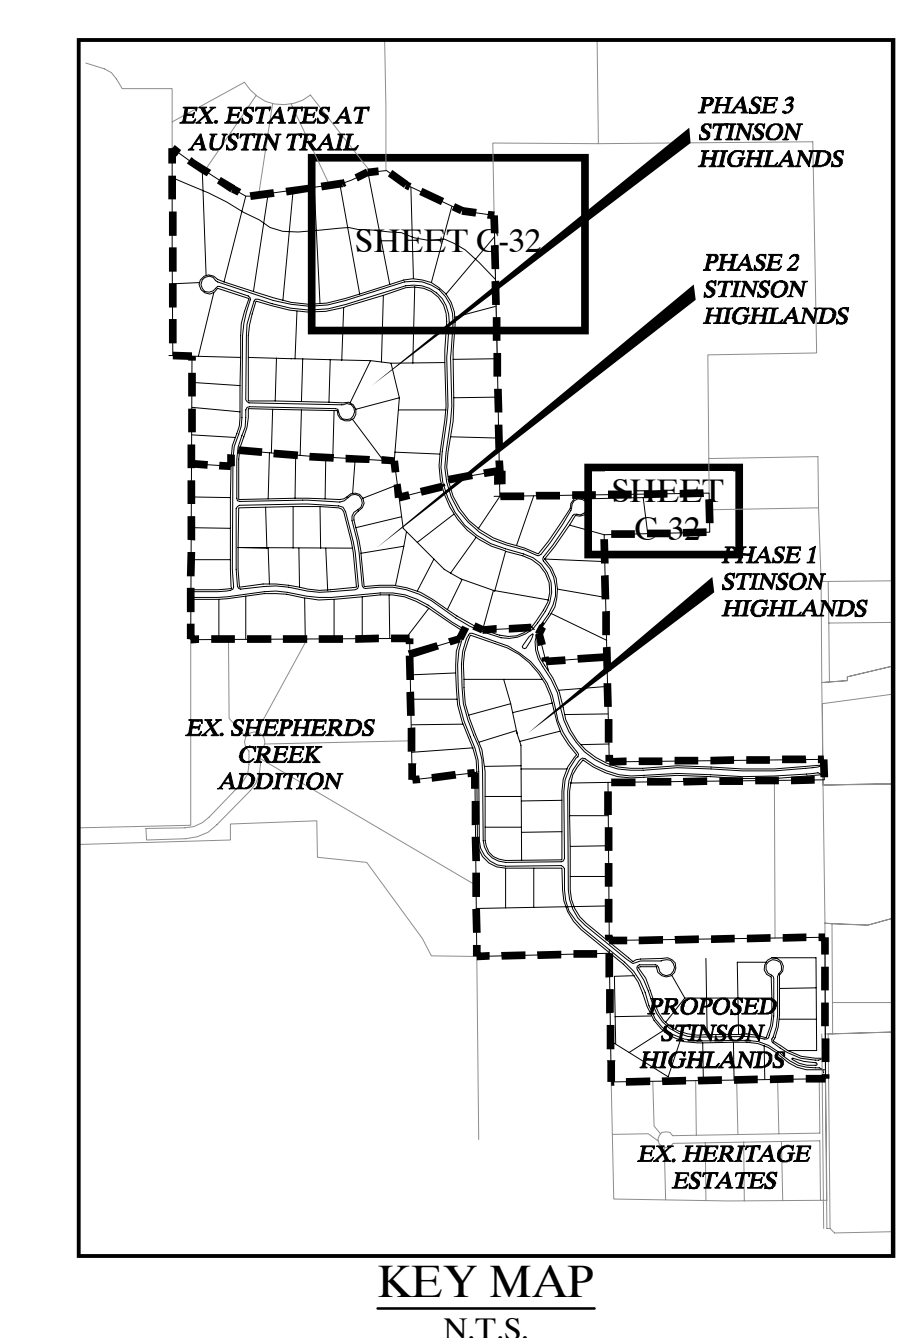 EX. ESTATES AT
AUSTIN TRAIL
PHASE 3
STINSON
HIGHLANDS
SHEET C-32
PHASE 2
STINSON
HIGHLANDS
SHEET
C-32
PHASE 1
STINSON
HIGHLANDS
EX. SHEPHERDS
CREEK
ADDITION
PROPOSED
STINSON
HIGHLANDS
EX. HERITAGE
ESTATES
KEY MAP
N.T.S.